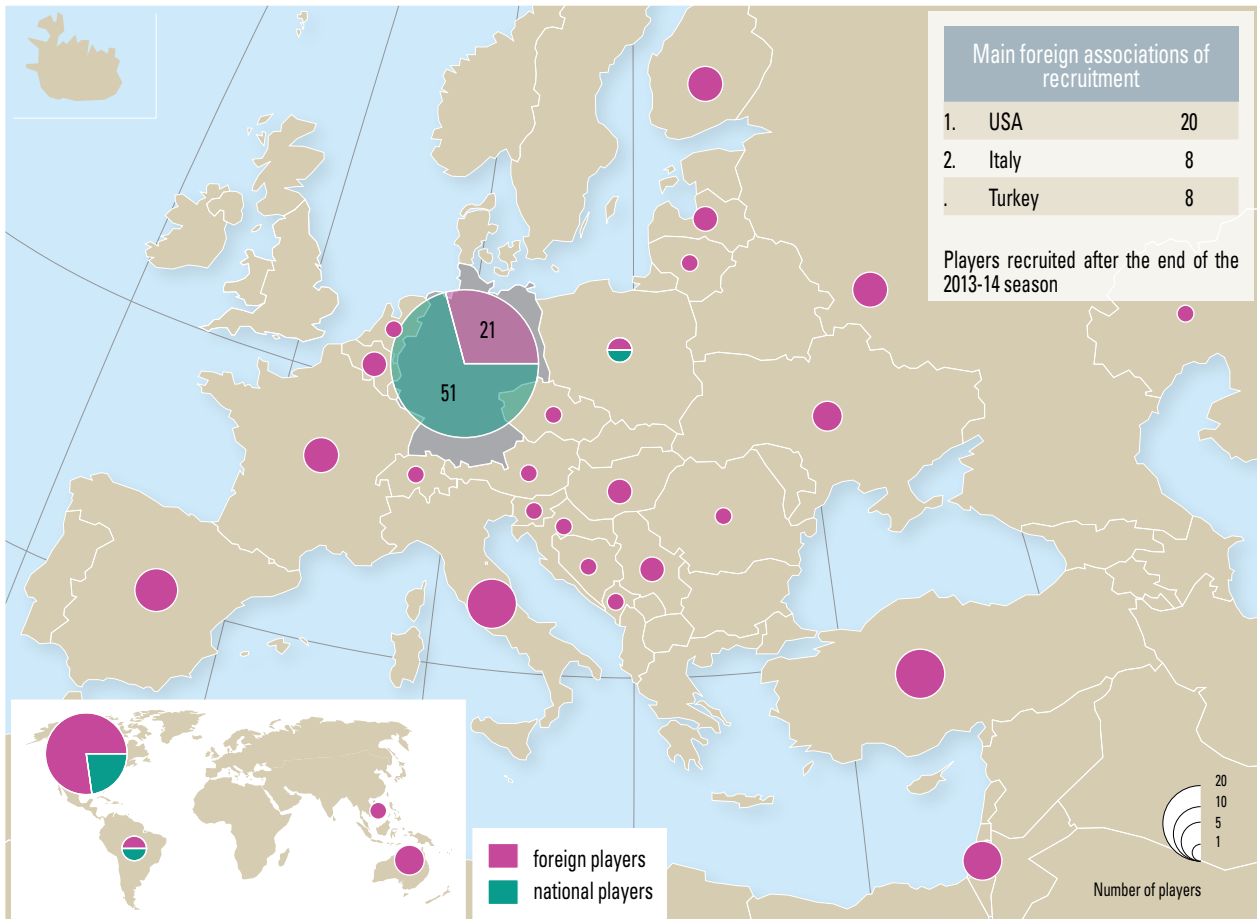 Main foreign associations of
recruitment
1. USA 20
2. Italy 8
. Turkey 8
Players recruited after the end of the
2013-14 season
21
51
foreign players
national players
20
10
5
1
Number of players